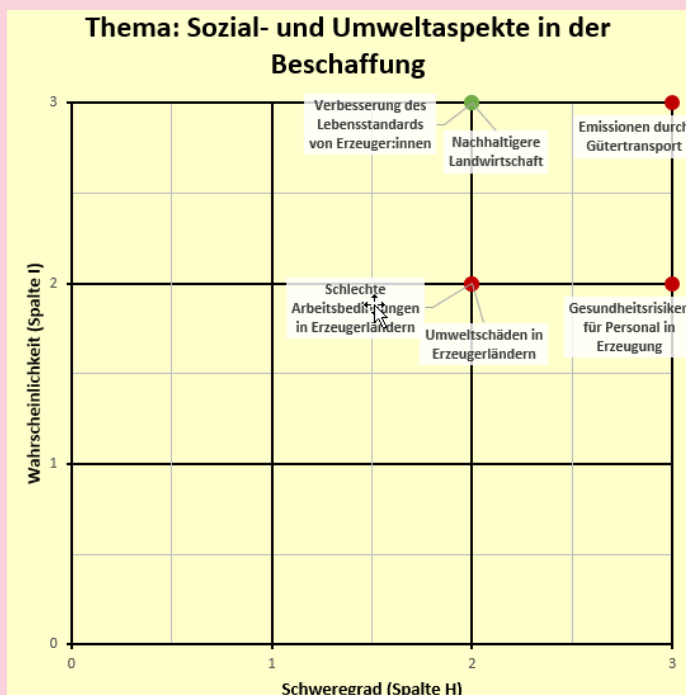 Thema: Sozial- und Umweltaspekte in der
Beschaffung
Wahrscheinlichkeit (Spalte I)
3
2
1
0
Verbesserung des
Lebensstandards
von Erzeuger:innen
Nachhaltigere
Landwirtschaft
Emissionen durch
Gütertransport
Schlechte
Arbeitsbedingungen
in Erzeugerländern
Umweltschäden in
Erzeugerländern
Gesundheitsrisiken
für Personal in
Erzeugung
0
1
2
3
Schweregrad (Spalte H)